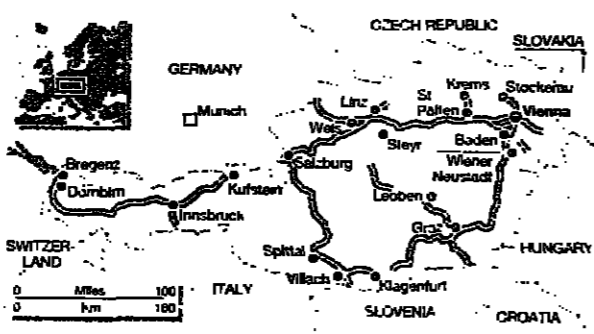 CZECH REPUBLIC
SLOVAKIA
GERMANY
Krems
Stockerau
Linz
St
Pölten
Vienna
Munich
Wels
Steyr
Baden
Wiener
Neustadt
Bregenz
Salzburg
Dornbirn
Kufstein
Leoben
Innsbruck
Graz
SWITZER-
LAND
HUNGARY
Spittal
Villach
Klagenfurt
ITALY
0 Miles 100
0 km 160
SLOVENIA
CROATIA